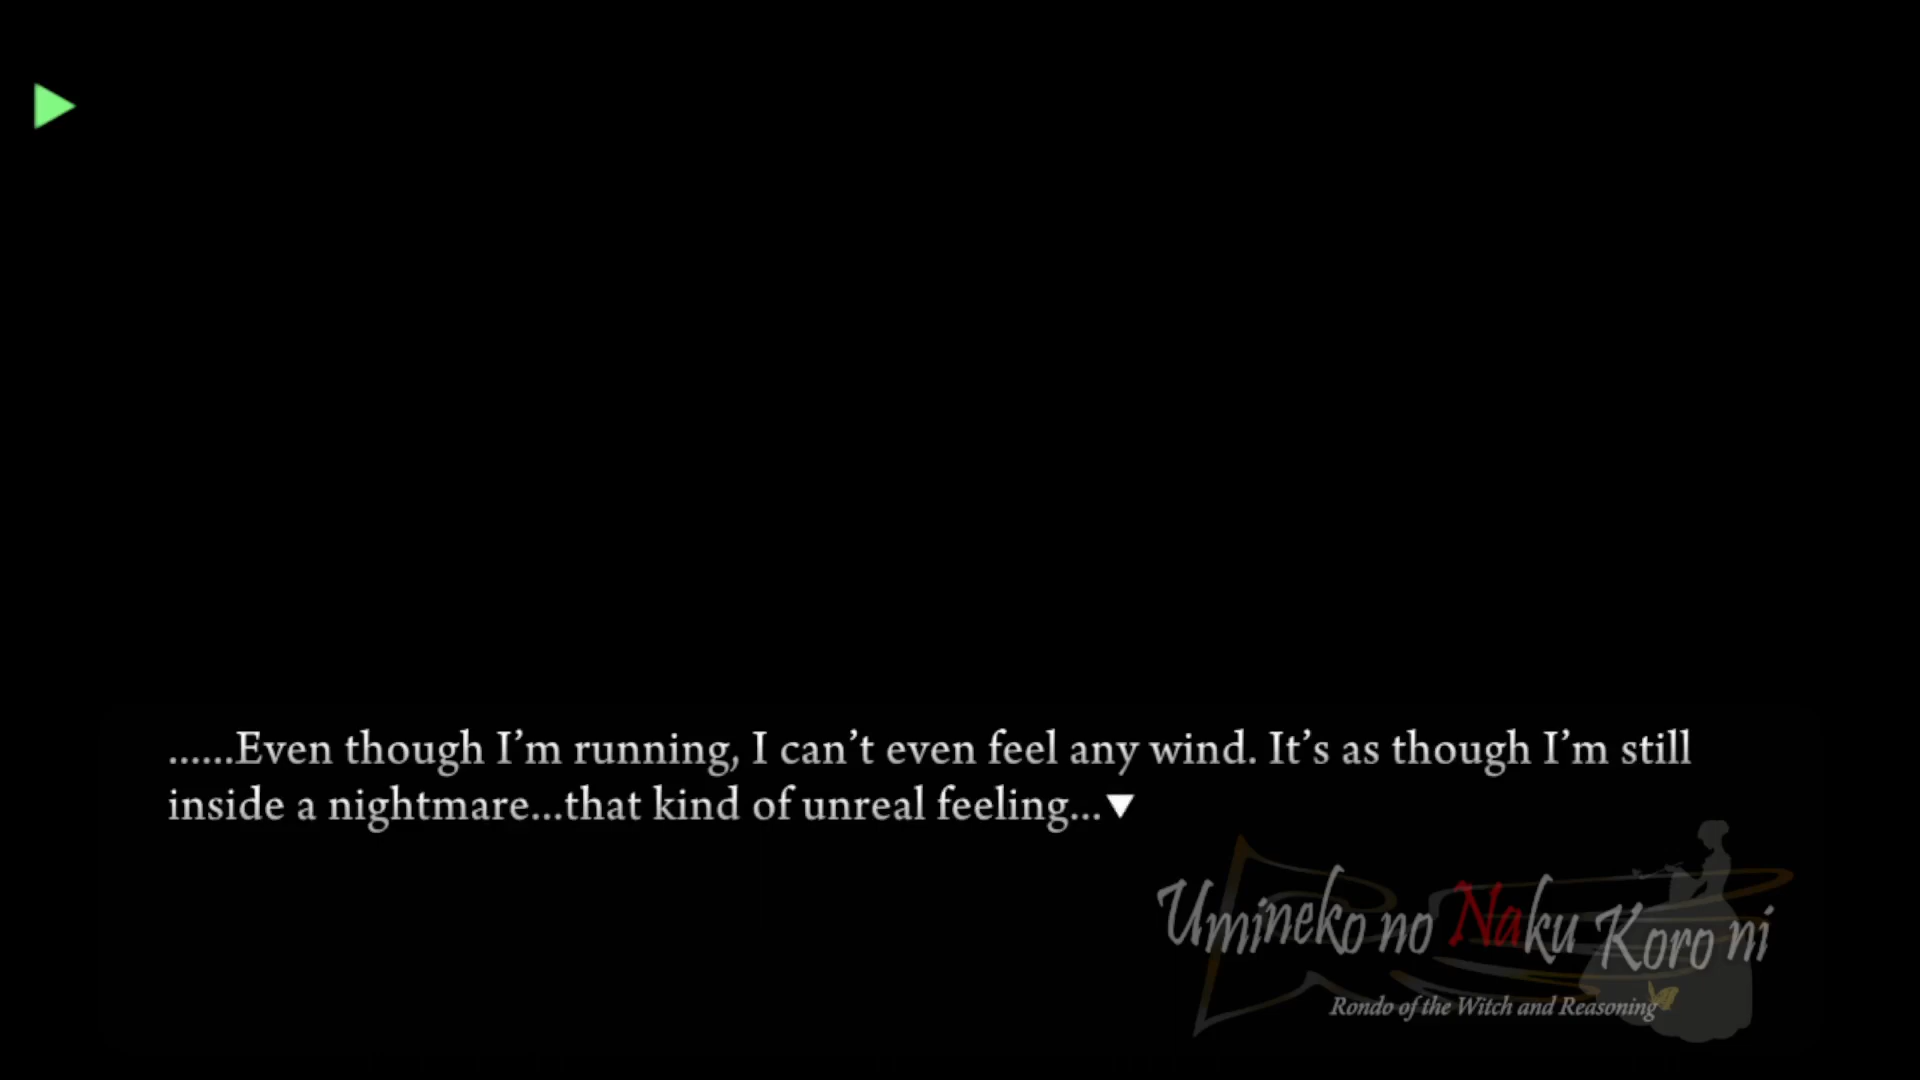 ......Even though I’m running, I can’t even feel any wind. It’s as though I’m still
inside a nightmare...that kind of unreal feeling...
Umineko no Naku Koro ni
Rondo of the Witch and Reasoning